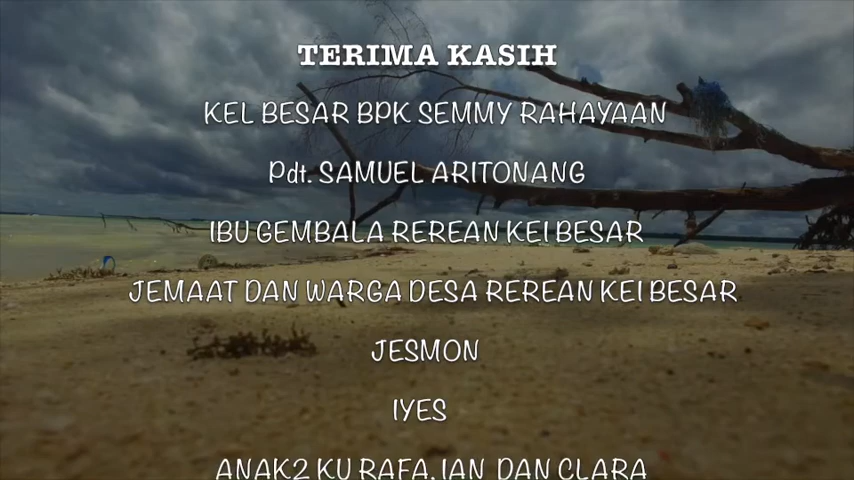 TERIMA KASIH
KEL BESAR BPK SEMMY RAHAYAAN
Pdt. SAMUEL ARITONANG
IBU GEMBALA REREAN KEI BESAR
JEMAAT DAN WARGA DESA REREAN KEI BESAR
JESMON
IYES
ANAK2 KU RAFA, IAN DAN CLARA